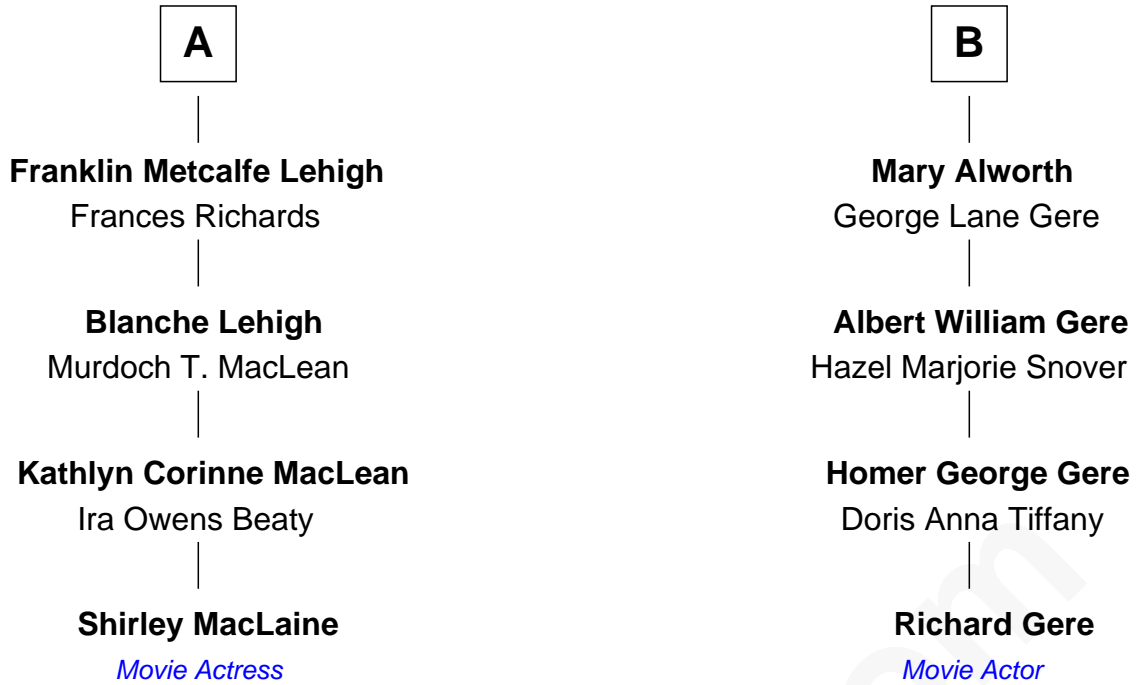 A
Franklin Metcalfe Lehigh
Frances Richards
Blanche Lehigh
Murdoch T. MacLean
Kathlyn Corinne MacLean
Ira Owens Beaty
Shirley MacLaine
Movie Actress
B
Mary Alworth
George Lane Gere
Albert William Gere
Hazel Marjorie Snover
Homer George Gere
Doris Anna Tiffany
Richard Gere
Movie Actor